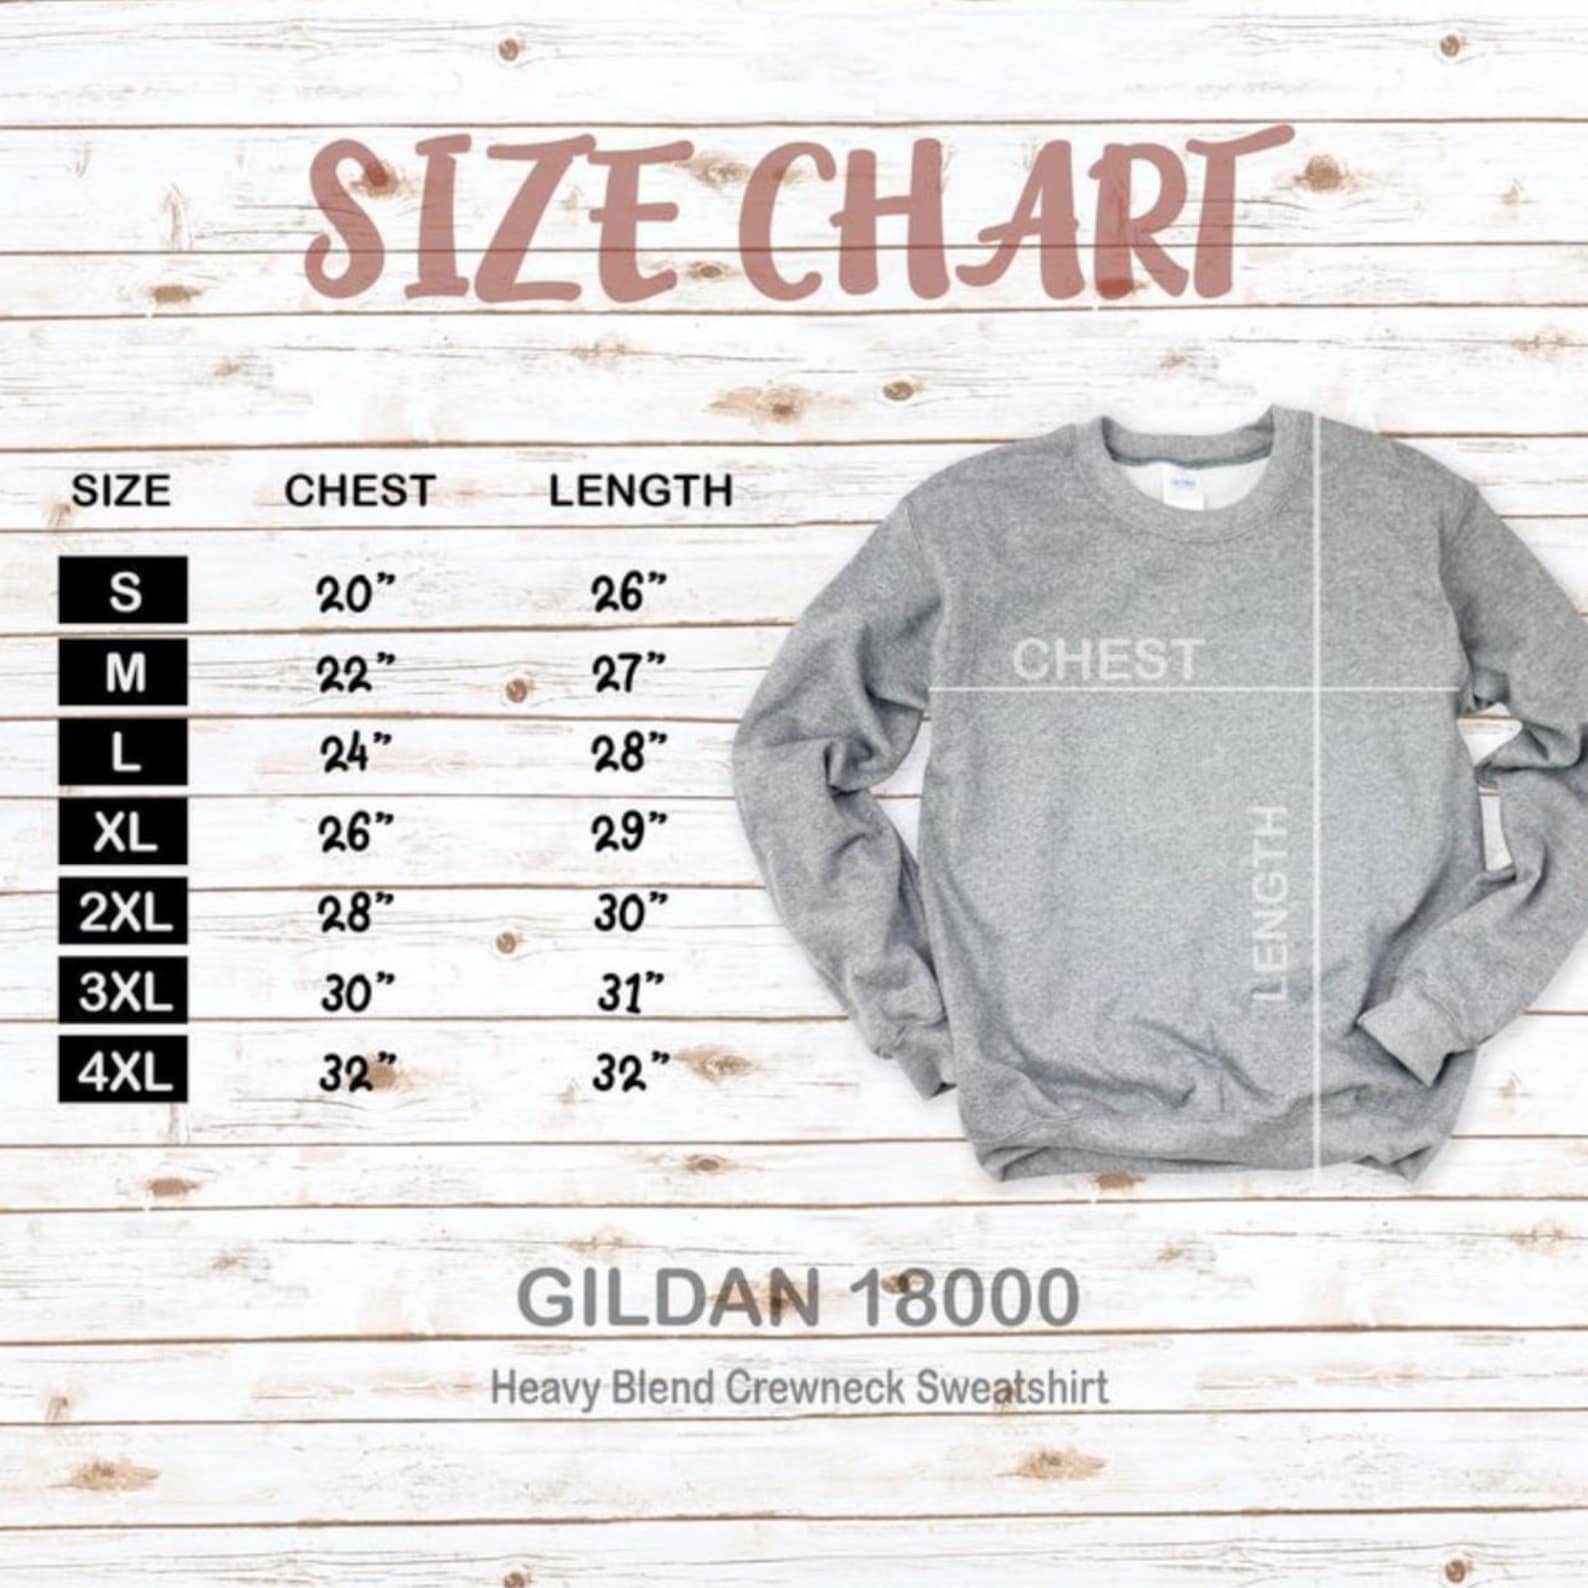 SIZE CHART
SIZE CHEST LENGTH
S 20” 26”
M 22” 27”
L 24” 28”
XL 26” 29”
2XL 28” 30”
3XL 30” 31”
4XL 32” 32”
CHEST
LENGTH
GILDAN 18000
Heavy Blend Crewneck Sweatshirt